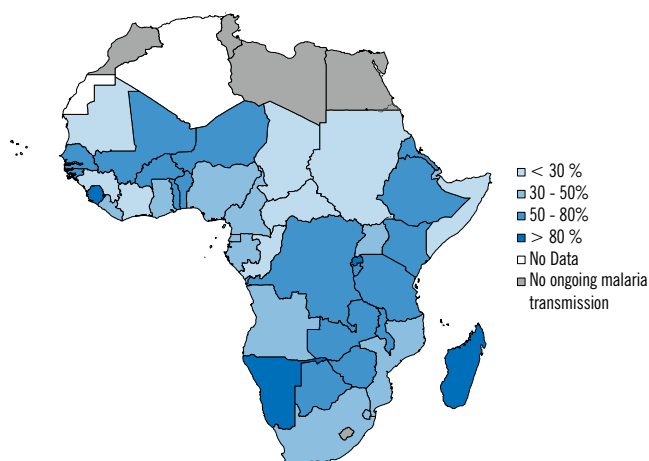 < 30 %
30 - 50%
50 - 80%
> 80 %
No Data
No ongoing malaria
transmission